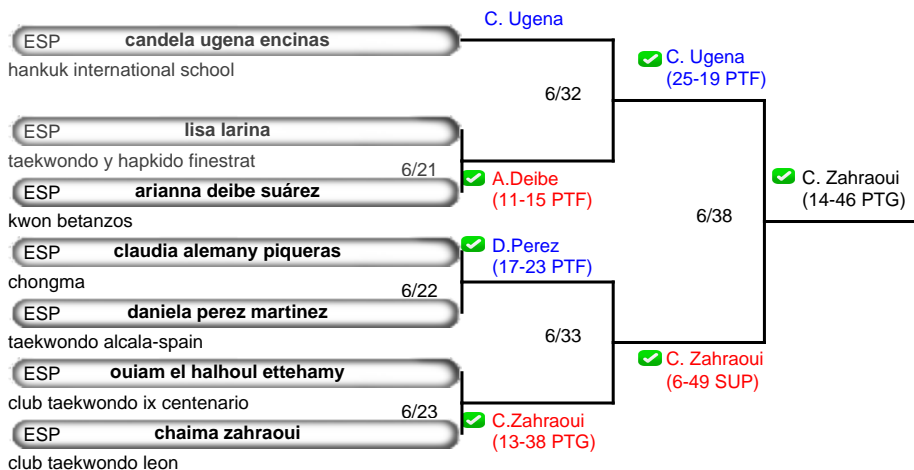 C. Ugena
ESP candela ugena encinas
hankuk international school
C. Ugena
(25-19 PTF)
6/32
ESP lisa larina
taekwondo y hapkido finestrat
6/21
A.Deibe
(11-15 PTF)
ESP arianna deibe suárez
kwon betanzos
C. Zahraoui
(14-46 PTG)
6/38
ESP claudia alemany piqueras
chongma
D.Perez
(17-23 PTF)
6/22
ESP daniela perez martinez
taekwondo alcala-spain
6/33
ESP ouiam el halhoul ettehamy
club taekwondo ix centenario
C. Zahraoui
(6-49 SUP)
6/23
C.Zahraoui
(13-38 PTG)
ESP chaima zahraoui
club taekwondo leon